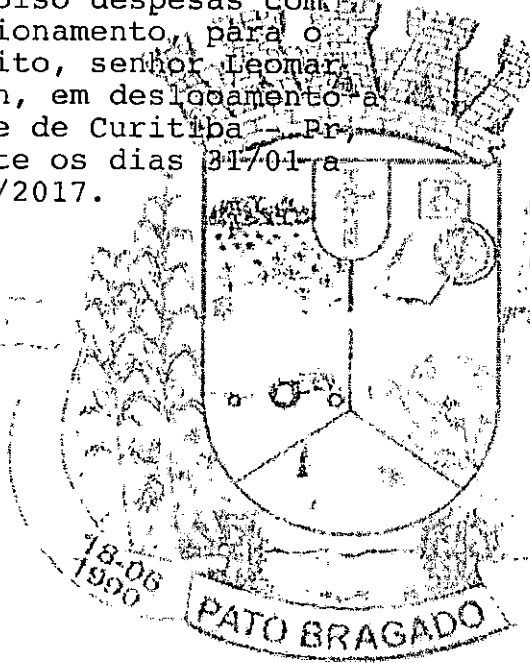 olso despesas com
ionamento, para o
ito, senhor Leomar
n, em deslocamento a
e de Curitiba - Pr,
te os dias 31/01 a
/2017.
18-06
1990
PATO BRAGADO